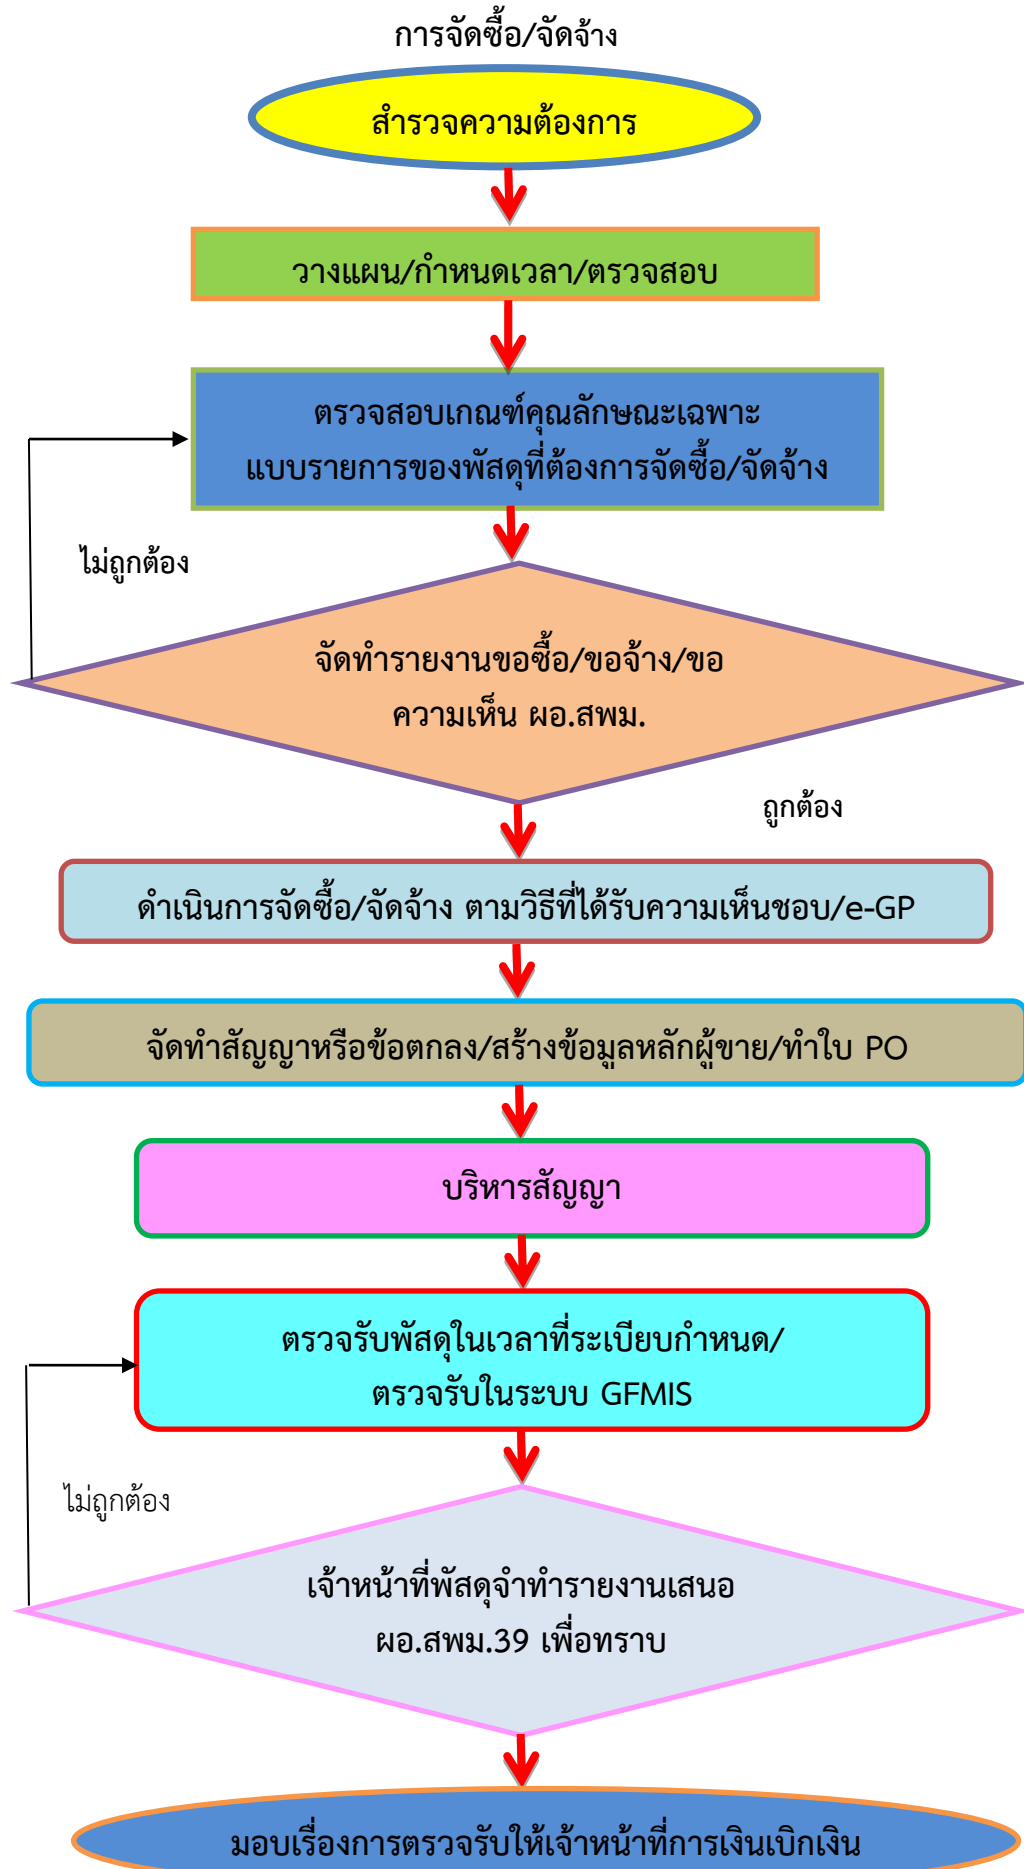 การจัดซื้อ/จัดจ้าง
สำรวจความต้องการ
วางแผน/กำหนดเวลา/ตรวจสอบ
ตรวจสอบเกณฑ์คุณลักษณะเฉพาะ
แบบรายการของพัสดุที่ต้องการจัดซื้อ/จัดจ้าง
ไม่ถูกต้อง
จัดทำรายงานขอซื้อ/ขอจ้าง/ขอ
ความเห็น ผอ.สพม.
ถูกต้อง
ดำเนินการจัดซื้อ/จัดจ้าง ตามวิธีที่ได้รับความเห็นชอบ/e-GP
จัดทำสัญญาหรือข้อตกลง/สร้างข้อมูลหลักผู้ขาย/ทำใบ PO
บริหารสัญญา
ตรวจรับพัสดุในเวลาที่ระเบียบกำหนด/
ตรวจรับในระบบ GFMIS
ไม่ถูกต้อง
เจ้าหน้าที่พัสดุจำทำรายงานเสนอ
ผอ.สพม.39 เพื่อทราบ
มอบเรื่องการตรวจรับให้เจ้าหน้าที่การเงินเบิกเงิน